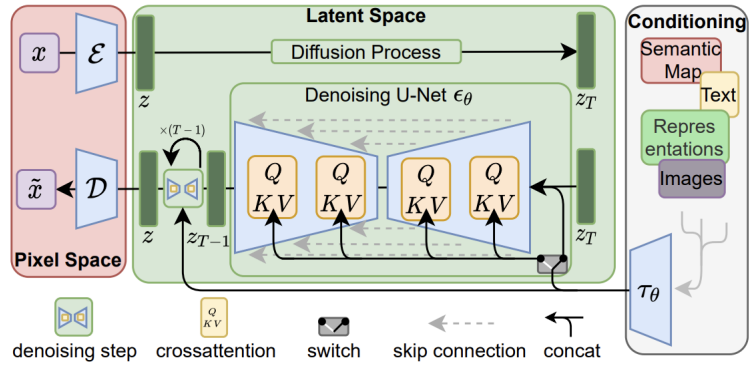 Latent Space
Conditioning
x
ℰ
z
Diffusion Process
z_T
Semantic
Map
Text
Repres
entations
Images
Denoising U-Net ϵ_θ
×(T−1)
x̃
𝒟
z
z_{T−1}
Q
KV
Q
KV
Q
KV
Q
KV
z_T
τ_θ
Pixel Space
Q
KV
denoising step
crossattention
switch
skip connection
concat